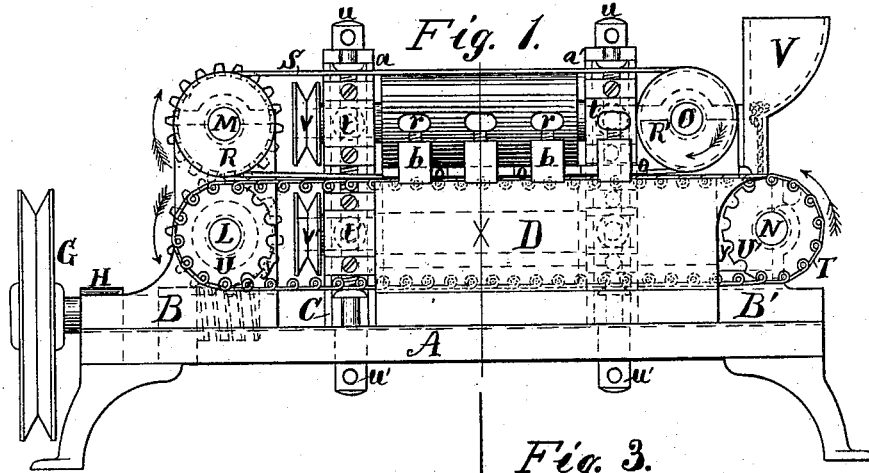 Fig. 1.
u u
S a a' V
M t r r t R' O
R V h h
o o o
L V t' X D y U N
U y T
G H B C B'
A
u' u'
Fig. 3.